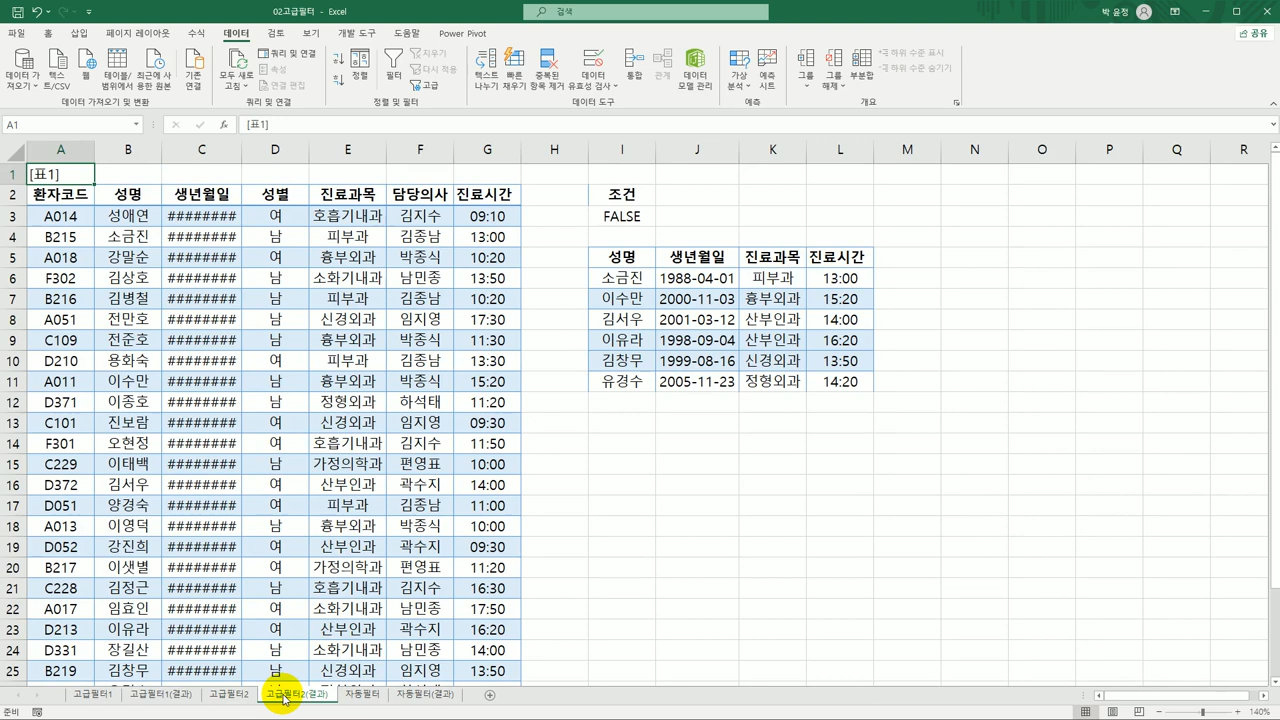 02고급필터 - Excel
검색
박 윤정
파일 홈 삽입 페이지 레이아웃 수식 데이터 검토 보기 개발 도구 도움말 Power Pivot
공유
데이터 가져오기
텍스트/CSV
웹
테이블/범위에서
최근에 사용한 원본
기존 연결
데이터 가져오기 및 변환
모두 새로 고침
쿼리 및 연결
속성
연결 편집
쿼리 및 연결
정렬
필터
지우기
다시 적용
고급
정렬 및 필터
텍스트 나누기
빠른 채우기
중복된 항목 제거
데이터 유효성 검사
통합
관계
데이터 모델 관리
데이터 도구
가상 분석
예측 시트
예측
그룹
그룹 해제
부분합
하위 수준 표시
하위 수준 숨기기
개요
A1
[표1]
A B C D E F G H I J K L M N O P Q R
1 [표1]
2 환자코드 성명 생년월일 성별 진료과목 담당의사 진료시간 조건
3 A014 성애연 ######## 여 호흡기내과 김지수 09:10 FALSE
4 B215 소금진 ######## 남 피부과 김종남 13:00
5 A018 강말순 ######## 여 흉부외과 박종식 10:20 성명 생년월일 진료과목 진료시간
6 F302 김상호 ######## 남 소화기내과 남민종 13:50 소금진 1988-04-01 피부과 13:00
7 B216 김병철 ######## 남 피부과 김종남 10:20 이수만 2000-11-03 흉부외과 15:20
8 A051 전만호 ######## 남 신경외과 임지영 17:30 김서우 2001-03-12 산부인과 14:00
9 C109 전준호 ######## 남 흉부외과 박종식 11:30 이유라 1998-09-04 산부인과 16:20
10 D210 용화숙 ######## 여 피부과 김종남 13:30 김창무 1999-08-16 신경외과 13:50
11 A011 이수만 ######## 남 흉부외과 박종식 15:20 유경수 2005-11-23 정형외과 14:20
12 D371 이종호 ######## 남 정형외과 하석태 11:20
13 C101 진보람 ######## 여 신경외과 임지영 09:30
14 F301 오현정 ######## 여 호흡기내과 김지수 11:50
15 C229 이태백 ######## 남 가정의학과 편영표 10:00
16 D372 김서우 ######## 여 산부인과 곽수지 14:00
17 D051 양경숙 ######## 여 피부과 김종남 11:00
18 A013 이영덕 ######## 남 흉부외과 박종식 10:00
19 D052 강진희 ######## 여 산부인과 곽수지 09:30
20 B217 이샛별 ######## 여 가정의학과 편영표 11:20
21 C228 김정근 ######## 남 호흡기내과 김지수 16:30
22 A017 임효인 ######## 여 소화기내과 남민종 17:50
23 D213 이유라 ######## 여 산부인과 곽수지 16:20
24 D331 장길산 ######## 남 소화기내과 남민종 14:00
25 B219 김창무 ######## 남 신경외과 임지영 13:50
고급필터1 고급필터1(결과) 고급필터2 고급필터2(결과) 자동필터 자동필터(결과)
준비
140%